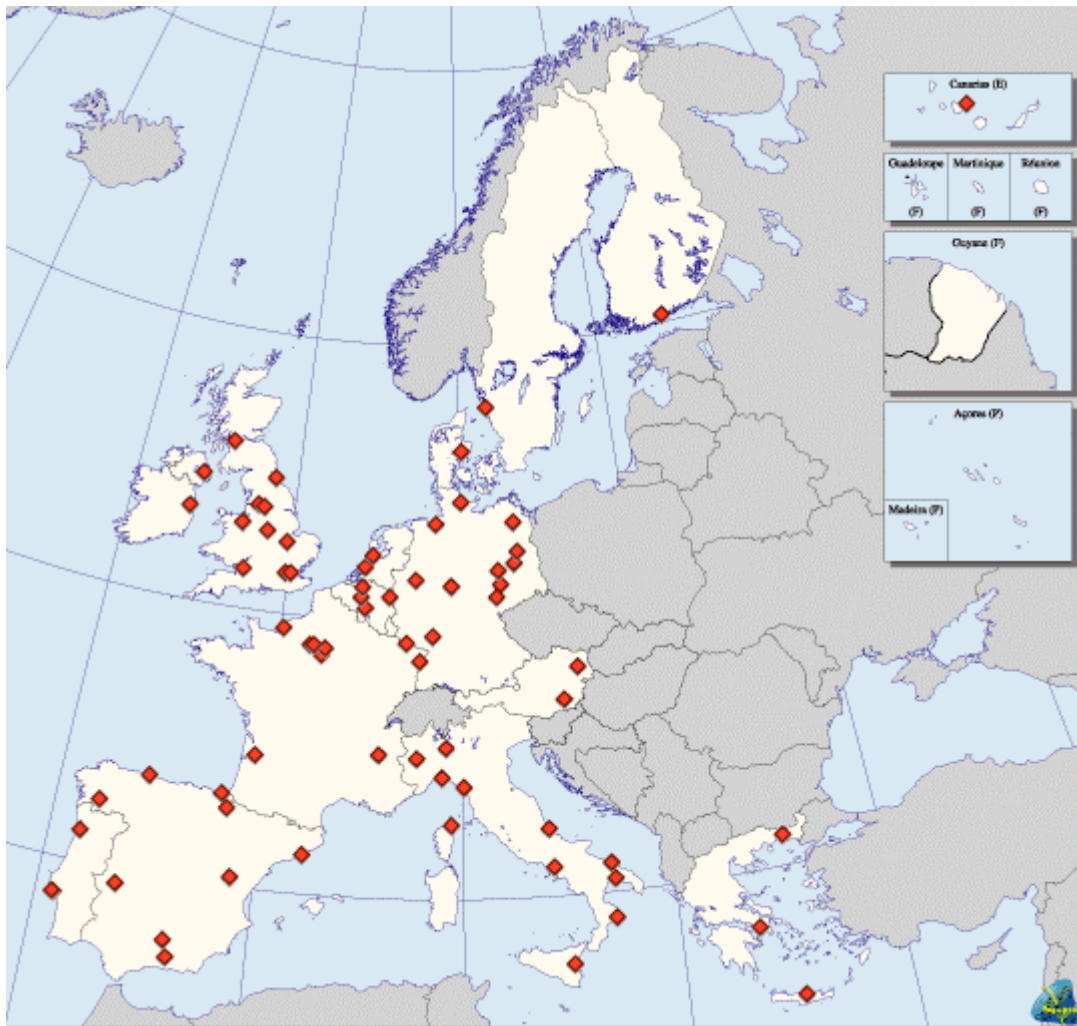 Canarias (E)
Guadeloupe Martinique Réunion
(F) (F) (F)
Guyane (F)
Açores (P)
Madeira (P)